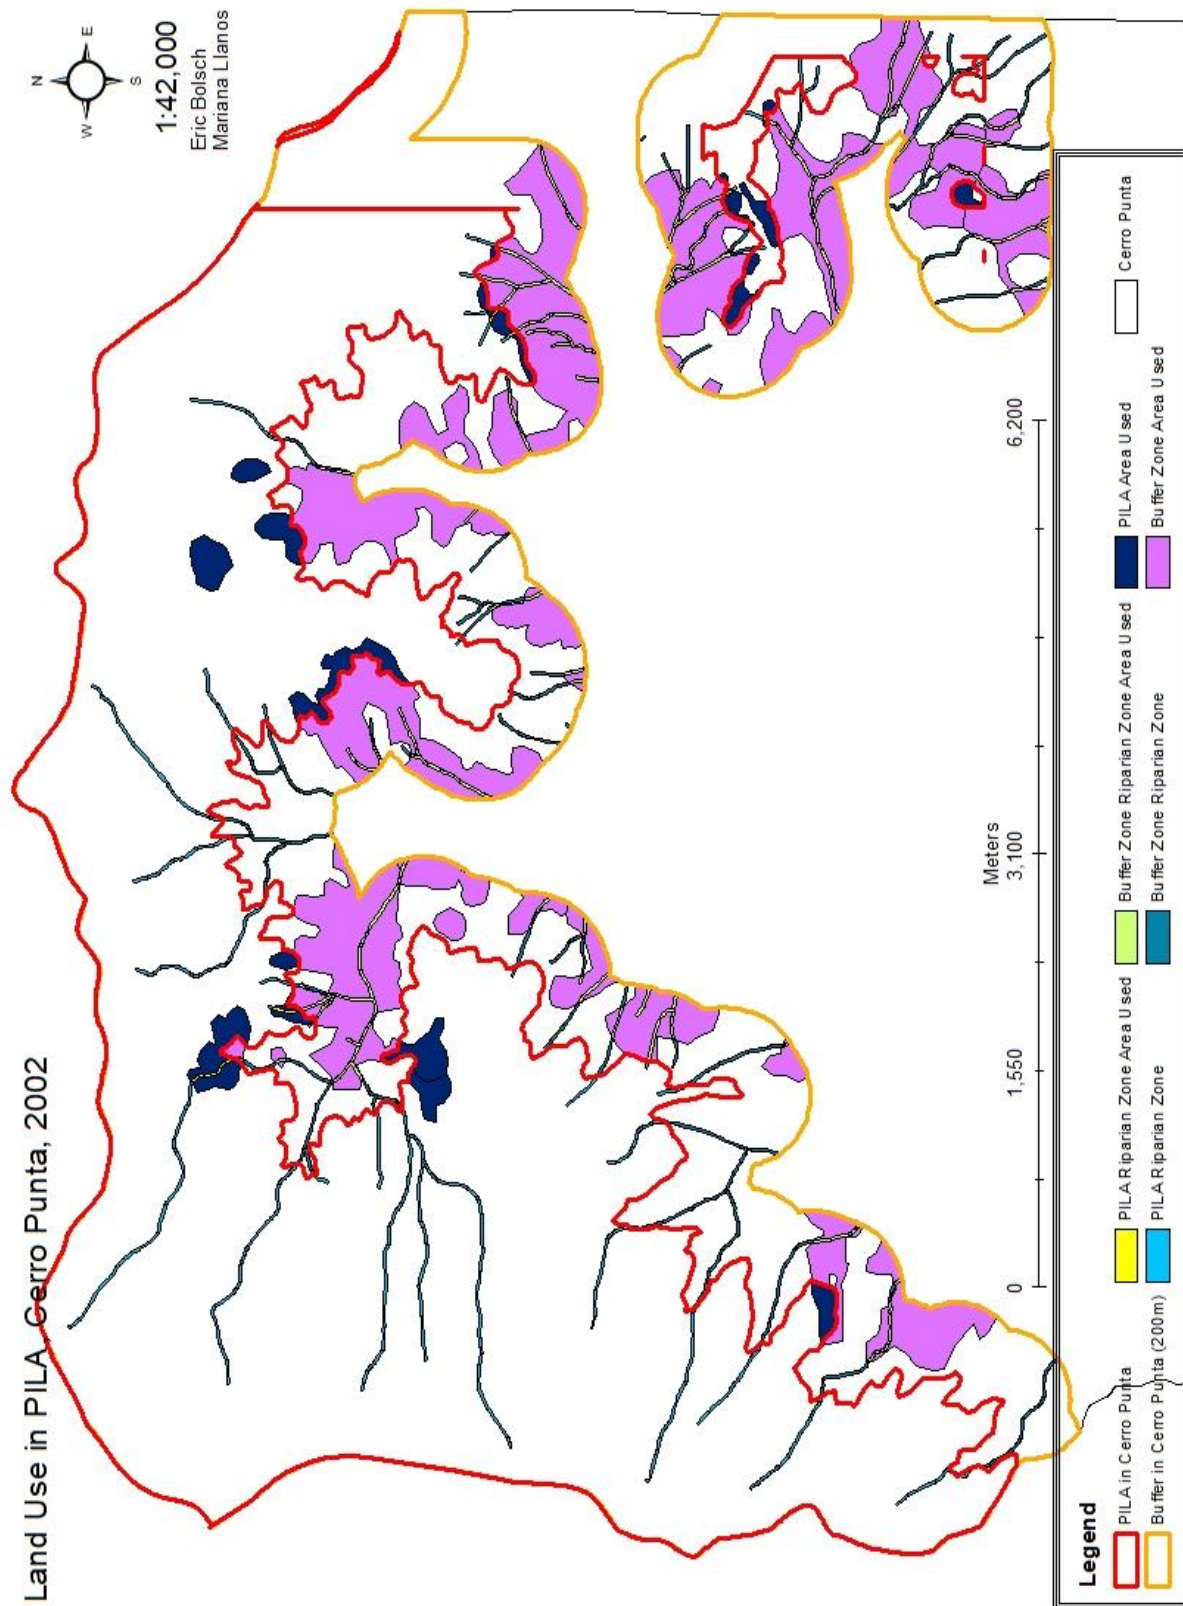 Land Use in PILA, Cerro Punta, 2002
N
W
E
S
1:42,000
Eric Bolsch
Mariana Llanos
Meters
0 1,550 3,100 6,200
Legend
PILA in Cerro Punta
Buffer in Cerro Punta (200m)
PILA Riparian Zone Area Used
PILA Riparian Zone
Buffer Zone Riparian Zone Area Used
Buffer Zone Riparian Zone
PILA Area Used
Buffer Zone Area Used
Cerro Punta